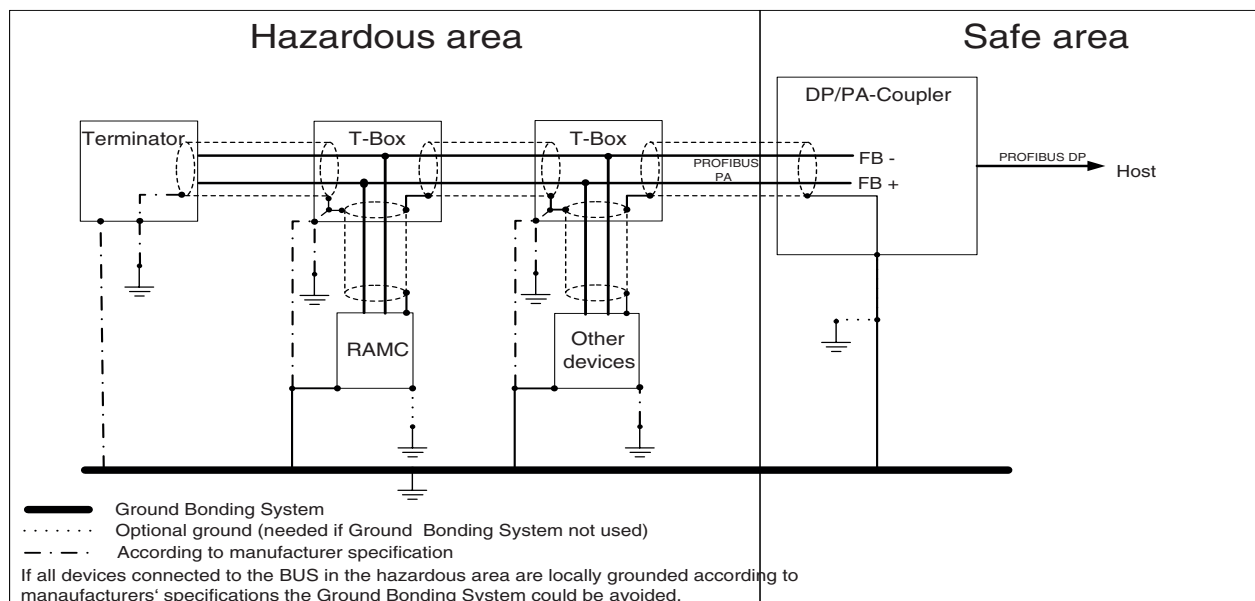 Hazardous area
Safe area
DP/PA-Coupler
Terminator
T-Box
T-Box
FB -
PROFIBUS
PA
FB +
PROFIBUS DP
Host
RAMC
Other
devices
Ground Bonding System
Optional ground (needed if Ground Bonding System not used)
According to manufacturer specification
If all devices connected to the BUS in the hazardous area are locally grounded according to
manaufacturers‘ specifications the Ground Bonding System could be avoided.